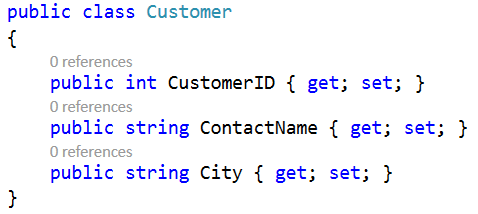 public class Customer
{
0 references
public int CustomerID { get; set; }
0 references
public string ContactName { get; set; }
0 references
public string City { get; set; }
}